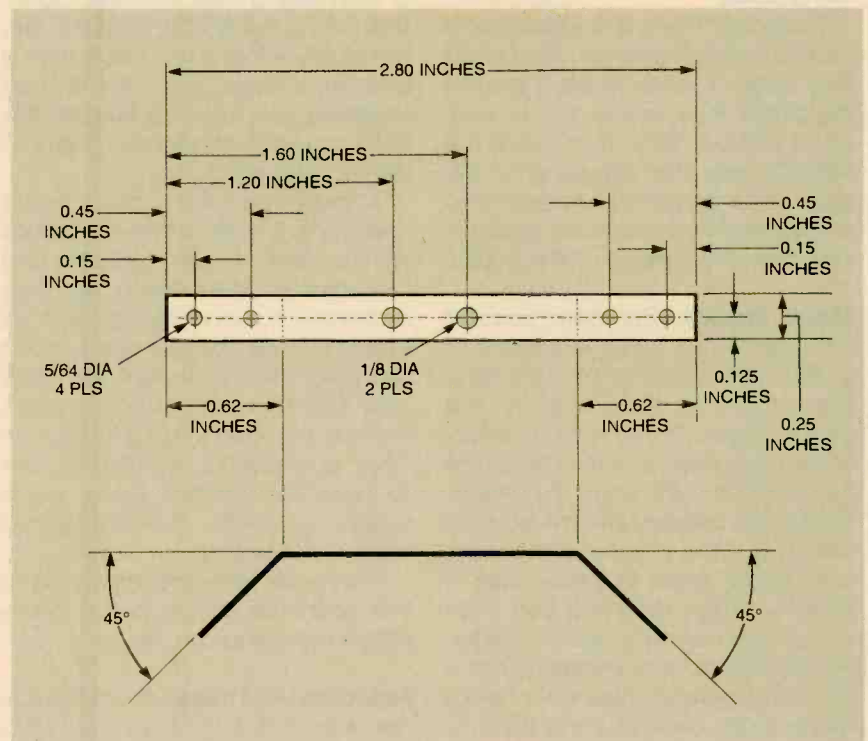 2.80 INCHES
1.60 INCHES
1.20 INCHES
0.45
INCHES
0.45
INCHES
0.15
INCHES
0.15
INCHES
5/64 DIA
4 PLS
1/8 DIA
2 PLS
0.125
INCHES
0.62
INCHES
0.62
INCHES
0.25
INCHES
45°
45°